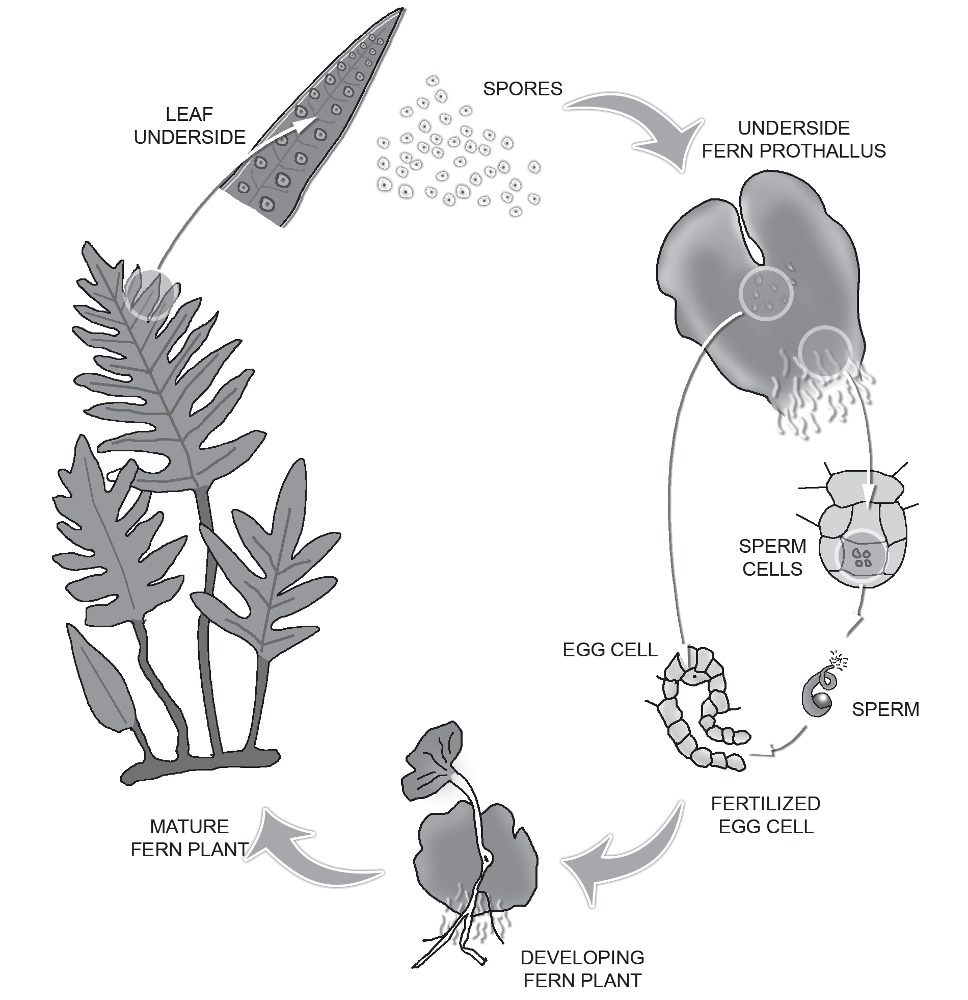 SPORES
LEAF
UNDERSIDE
UNDERSIDE
FERN PROTHALLUS
SPERM
CELLS
EGG CELL
SPERM
FERTILIZED
EGG CELL
MATURE
FERN PLANT
DEVELOPING
FERN PLANT